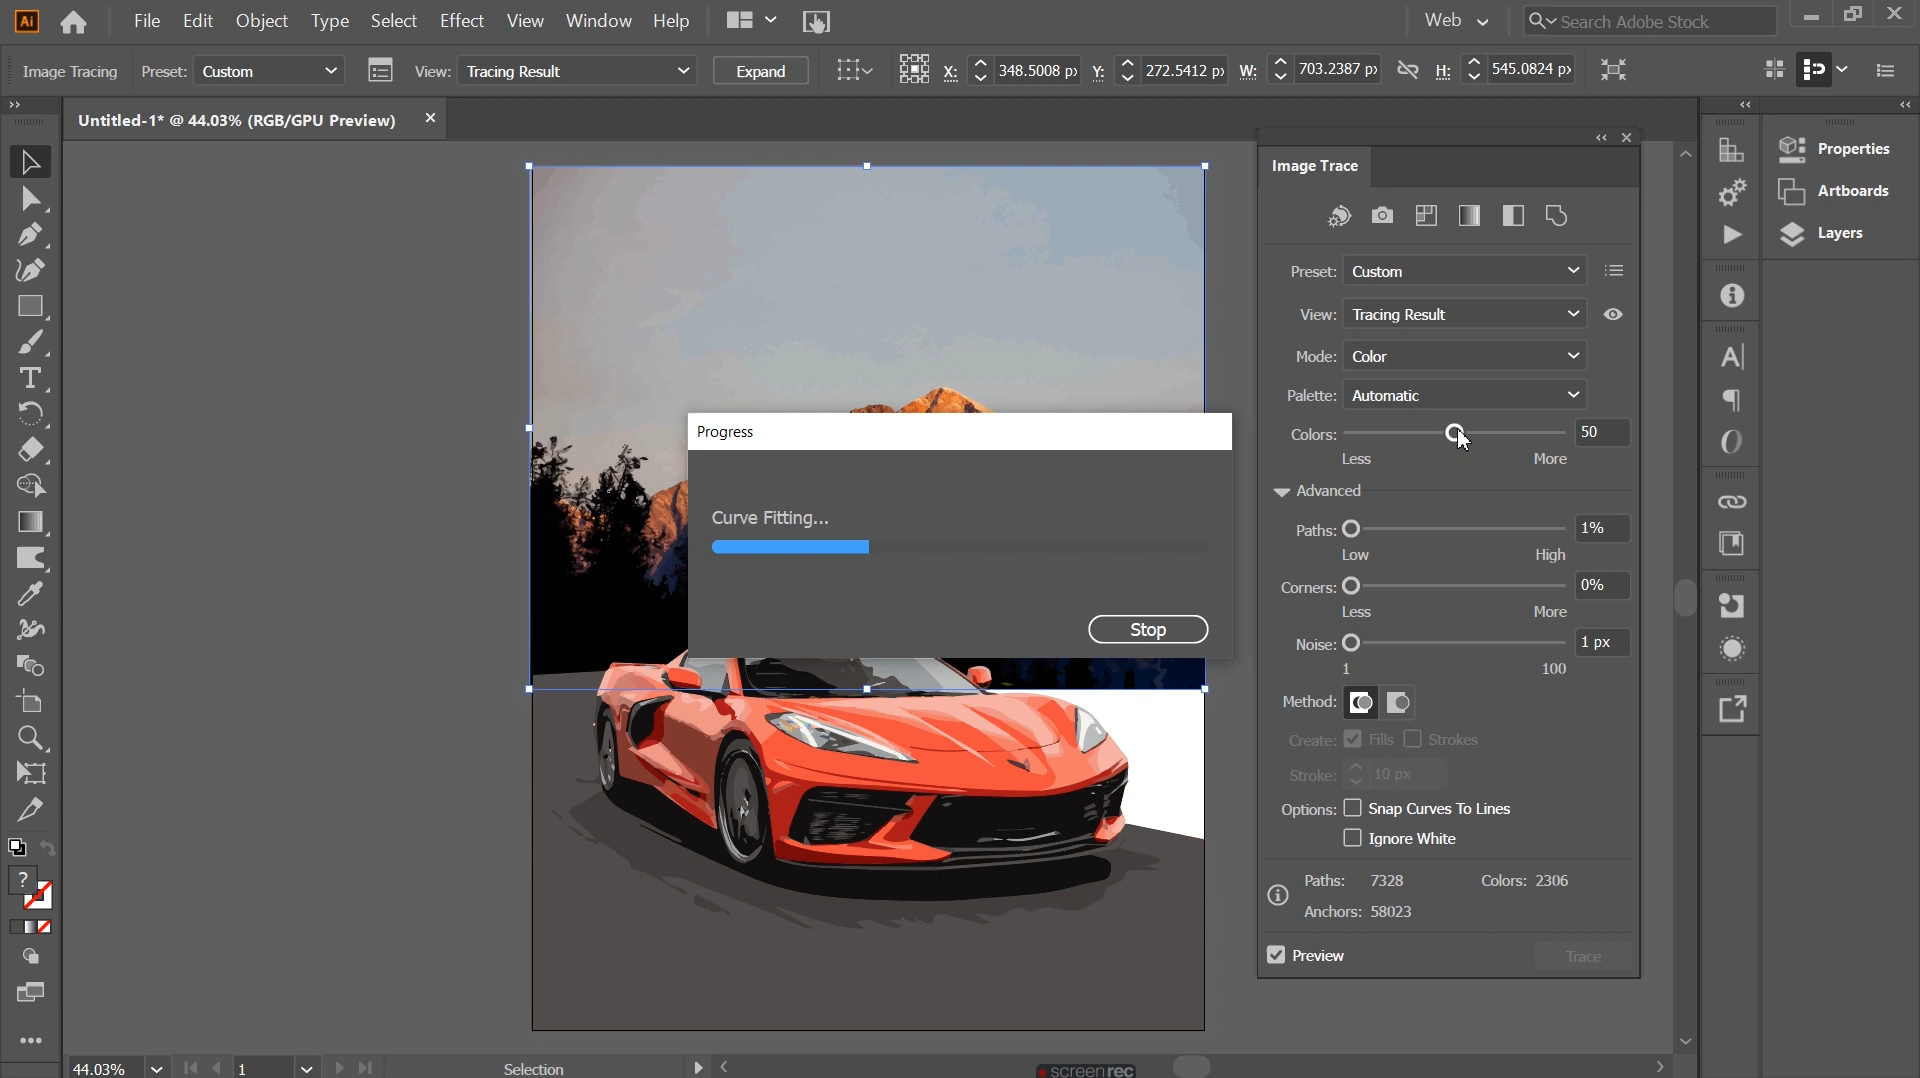 Ai File Edit Object Type Select Effect View Window Help Web Search Adobe Stock
Image Tracing Preset: Custom View: Tracing Result Expand X: 348.5008 px Y: 272.5412 px W: 703.2387 px H: 545.0824 px
Untitled-1* @ 44.03% (RGB/GPU Preview)
Image Trace
Preset: Custom
View: Tracing Result
Mode: Color
Palette: Automatic
Colors: 50
Less More
Advanced
Paths: 1%
Low High
Corners: 0%
Less More
Noise: 1 px
1 100
Method:
Create: Fills Strokes
Stroke: 10 px
Options: Snap Curves To Lines
Ignore White
Paths: 7328 Colors: 2306
Anchors: 58023
Preview Trace
Properties
Artboards
Layers
Progress
Curve Fitting...
Stop
?
44.03% 1 Selection
screenrec